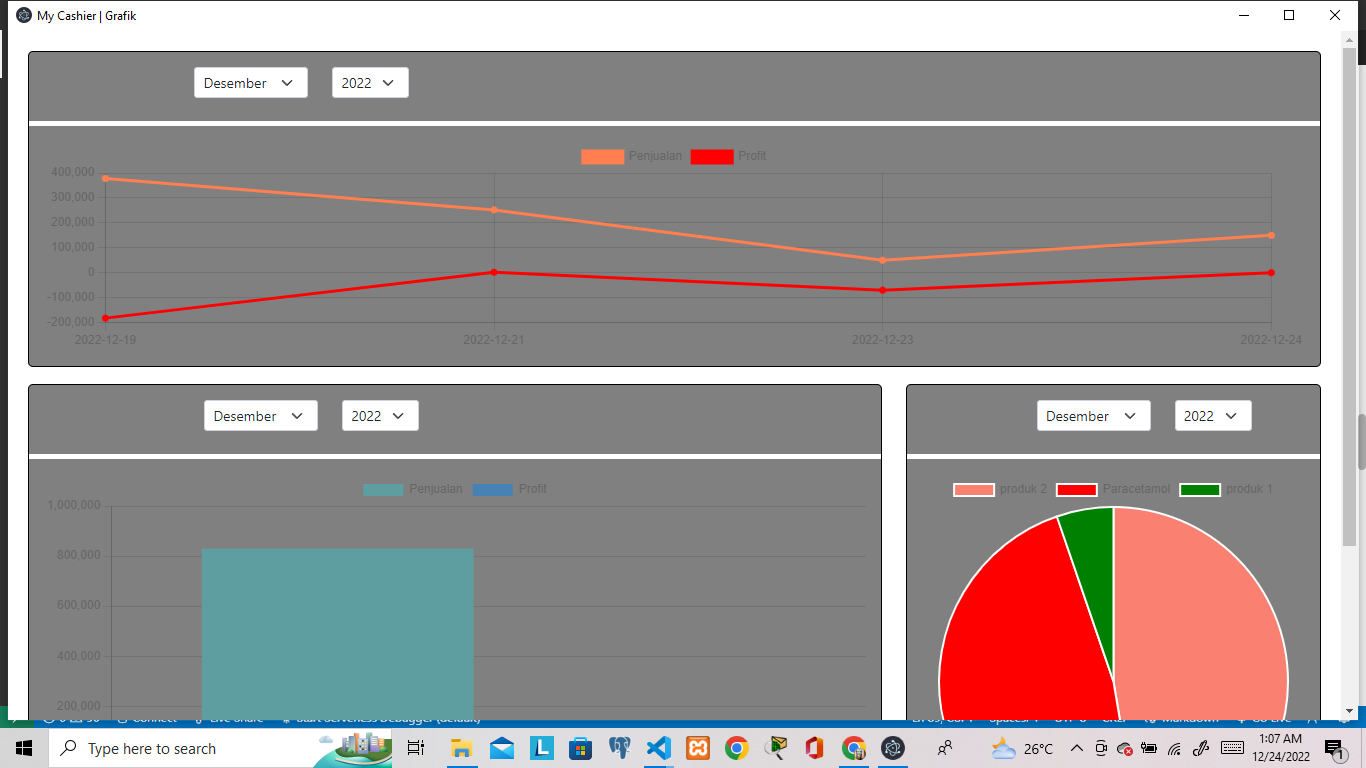 My Cashier | Grafik
Desember 2022
Penjualan Profit
400,000
300,000
200,000
100,000
0
-100,000
-200,000
2022-12-19 2022-12-21 2022-12-23 2022-12-24
Desember 2022
Penjualan Profit
1,000,000
800,000
600,000
400,000
200,000
Desember 2022
produk 2 Paracetamol produk 1
Type here to search
26°C
1:07 AM
12/24/2022
1